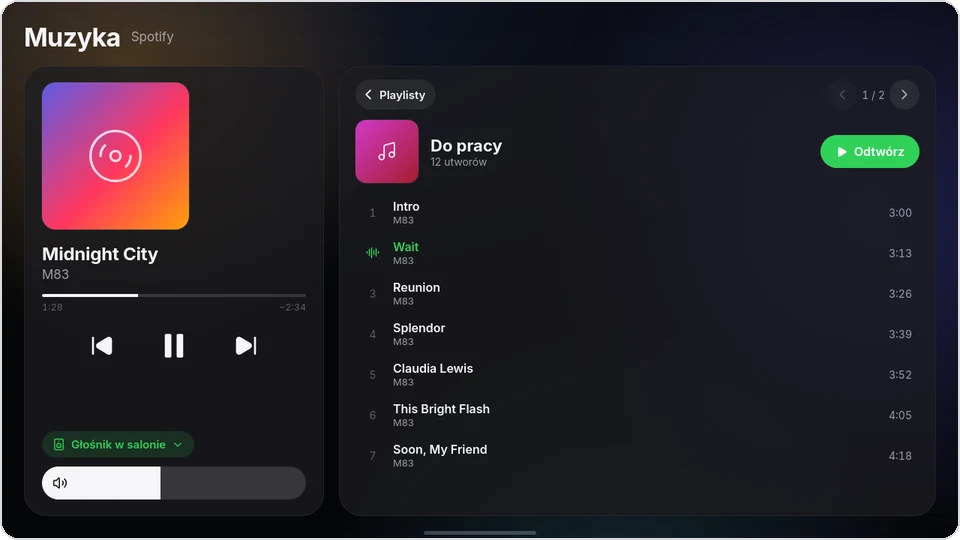 Muzyka Spotify
Midnight City
M83
1:28 −2:34
Głośnik w salonie
Playlisty 1 / 2
Do pracy
12 utworów
Odtwórz
1 Intro 3:00
M83
Wait 3:13
M83
3 Reunion 3:26
M83
4 Splendor 3:39
M83
5 Claudia Lewis 3:52
M83
6 This Bright Flash 4:05
M83
7 Soon, My Friend 4:18
M83